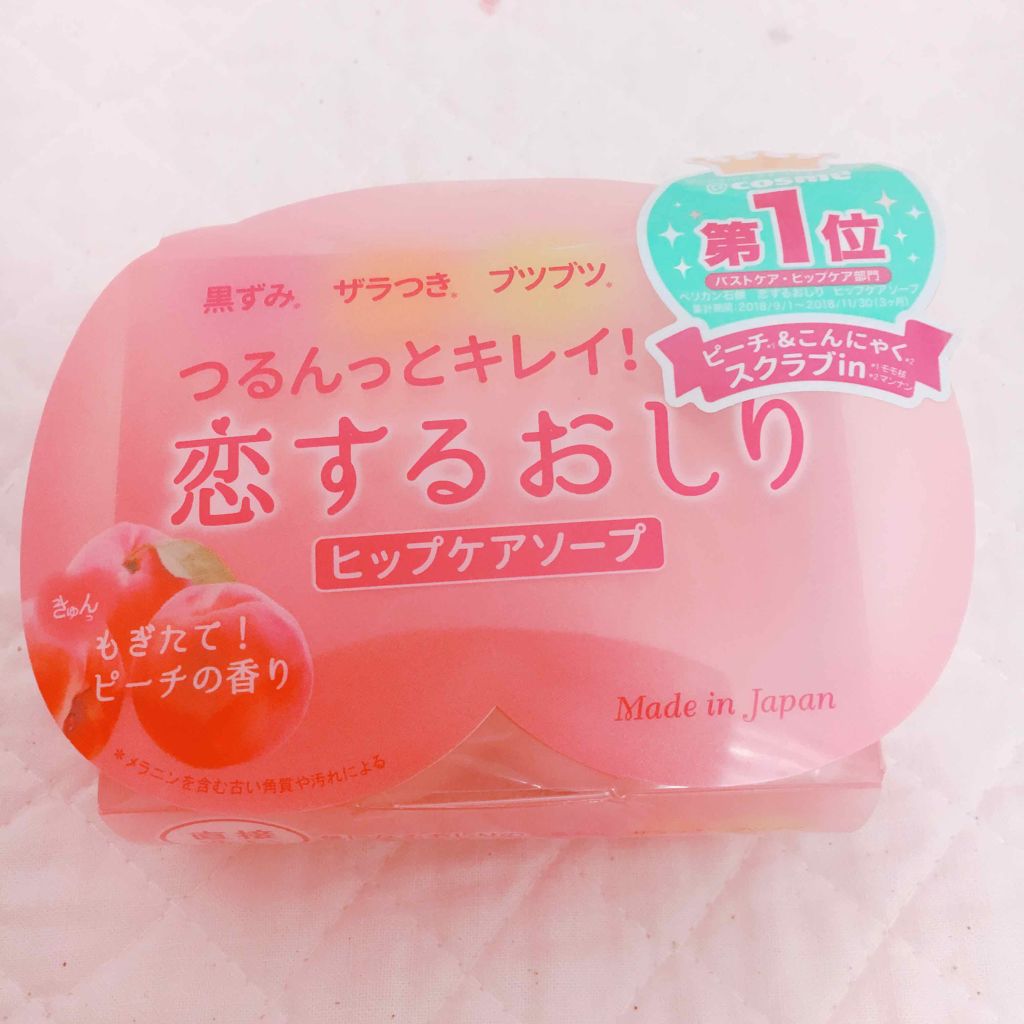 @cosme
第1位
バストケア・ヒップケア部門
ペリカン石鹸 恋するおしり ヒップケアソープ
集計期間:2018/9/1〜2018/11/30(3ヶ月)
ピーチ*1&こんにゃく*2
スクラブin
*1モモ核
*2マンナン
黒ずみ* ザラつき* ブツブツ*
つるんっとキレイ!
恋するおしり
ヒップケアソープ
きゅんっ
もぎたて!
ピーチの香り
Made in Japan
*メラニンを含む古い角質や汚れによる
直接